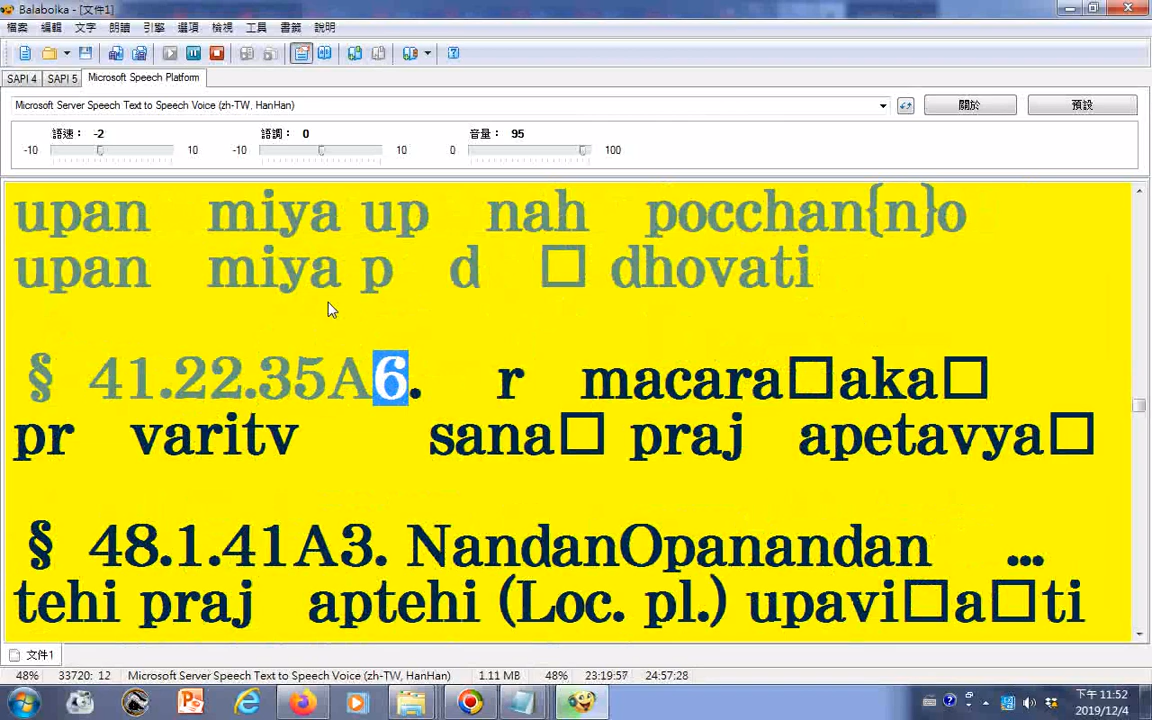 Balabolka - [文件1]
檔案 編輯 文字 朗讀 引擎 選項 檢視 工具 書籤 說明
SAPI 4 SAPI 5 Microsoft Speech Platform
Microsoft Server Speech Text to Speech Voice (zh-TW, HanHan) 關於 預設
語速： -2 語調： 0 音量： 95
-10 10 -10 10 0 100
upan miya up nah pocchan{n}o
upan miya p d □ dhovati
§ 41.22.35A6. r macara□aka□
pr varitv sana□ praj apetavya□
§ 48.1.41A3. NandanOpanandan ...
tehi praj aptehi (Loc. pl.) upavi□a□ti
文件1
48% 33720: 12 Microsoft Server Speech Text to Speech Voice (zh-TW, HanHan) 1.11 MB 48% 23:19:57 24:57:28
下午 11:52
2019/12/4